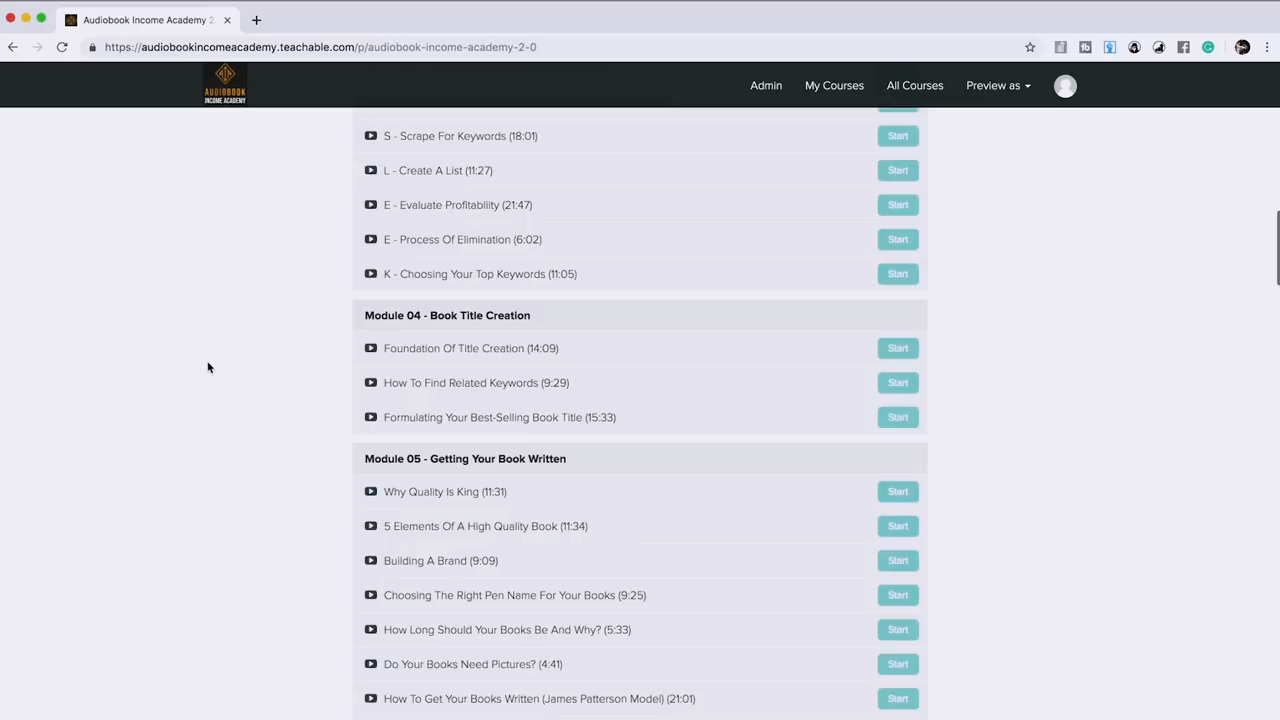 Audiobook Income Academy 2
https://audiobookincomeacademy.teachable.com/p/audiobook-income-academy-2-0
AUDIOBOOK
INCOME ACADEMY
Admin
My Courses
All Courses
Preview as
S - Scrape For Keywords (18:01)
Start
L - Create A List (11:27)
Start
E - Evaluate Profitability (21:47)
Start
E - Process Of Elimination (6:02)
Start
K - Choosing Your Top Keywords (11:05)
Start
Module 04 - Book Title Creation
Foundation Of Title Creation (14:09)
Start
How To Find Related Keywords (9:29)
Start
Formulating Your Best-Selling Book Title (15:33)
Start
Module 05 - Getting Your Book Written
Why Quality Is King (11:31)
Start
5 Elements Of A High Quality Book (11:34)
Start
Building A Brand (9:09)
Start
Choosing The Right Pen Name For Your Books (9:25)
Start
How Long Should Your Books Be And Why? (5:33)
Start
Do Your Books Need Pictures? (4:41)
Start
How To Get Your Books Written (James Patterson Model) (21:01)
Start